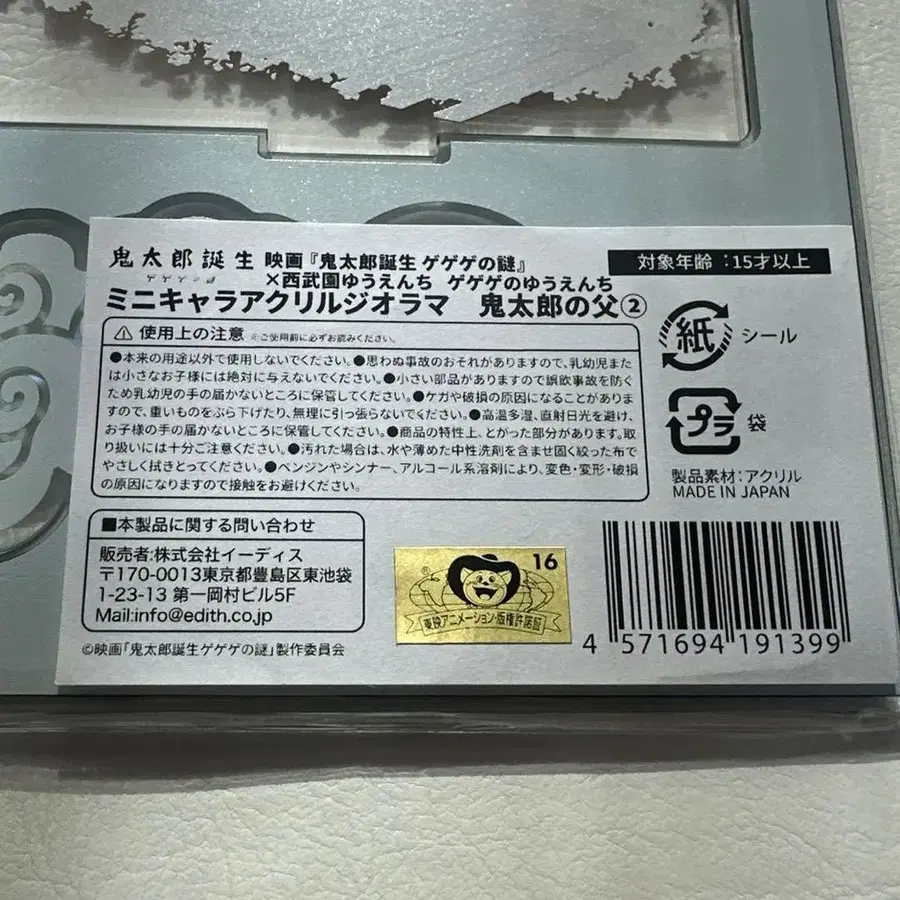 鬼太郎誕生 映画『鬼太郎誕生 ゲゲゲの謎』
ゲゲゲの謎
×西武園ゆうえんち ゲゲゲのゆうえんち
ミニキャラアクリルジオラマ 鬼太郎の父②
対象年齢:15才以上
⚠使用上の注意 ※ご使用前に必ずお読みください。
●本来の用途以外で使用しないでください。●思わぬ事故のおそれがありますので、乳幼児また
は小さなお子様には絶対に与えないでください。●小さい部品がありますので誤飲事故を防ぐ
ため乳幼児の手の届かないところに保管してください。●ケガや破損の原因になることがありま
すので、重いものをぶら下げたり、無理に引っ張らないでください。●高温多湿、直射日光を避け、
お子様の手の届かないところに保管してください。●商品の特性上、とがった部分があります。取
り扱いには十分ご注意ください。●汚れた場合は、水や薄めた中性洗剤を含ませ固く絞った布で
やさしく拭きとってください。●ベンジンやシンナー、アルコール系溶剤により、変色・変形・破損
の原因になりますので接触をお避けください。
紙 シール
プラ 袋
製品素材:アクリル
MADE IN JAPAN
■本製品に関する問い合わせ
販売者:株式会社イーディス
〒170-0013東京都豊島区東池袋
1-23-13 第一岡村ビル5F
Mail:info@edith.co.jp
©映画「鬼太郎誕生ゲゲゲの謎」製作委員会
16
東映アニメーション・版権許諾証
4 571694 191399